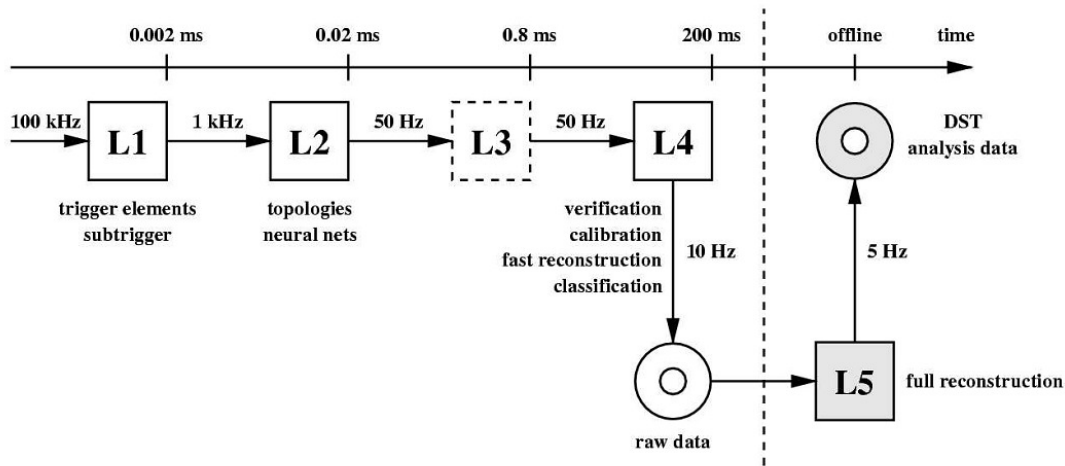 0.002 ms
0.02 ms
0.8 ms
200 ms
offline
time
100 kHz
L1
1 kHz
L2
50 Hz
L3
50 Hz
L4
DST
analysis data
trigger elements
subtrigger
topologies
neural nets
verification
calibration
fast reconstruction
classification
10 Hz
5 Hz
L5
full reconstruction
raw data